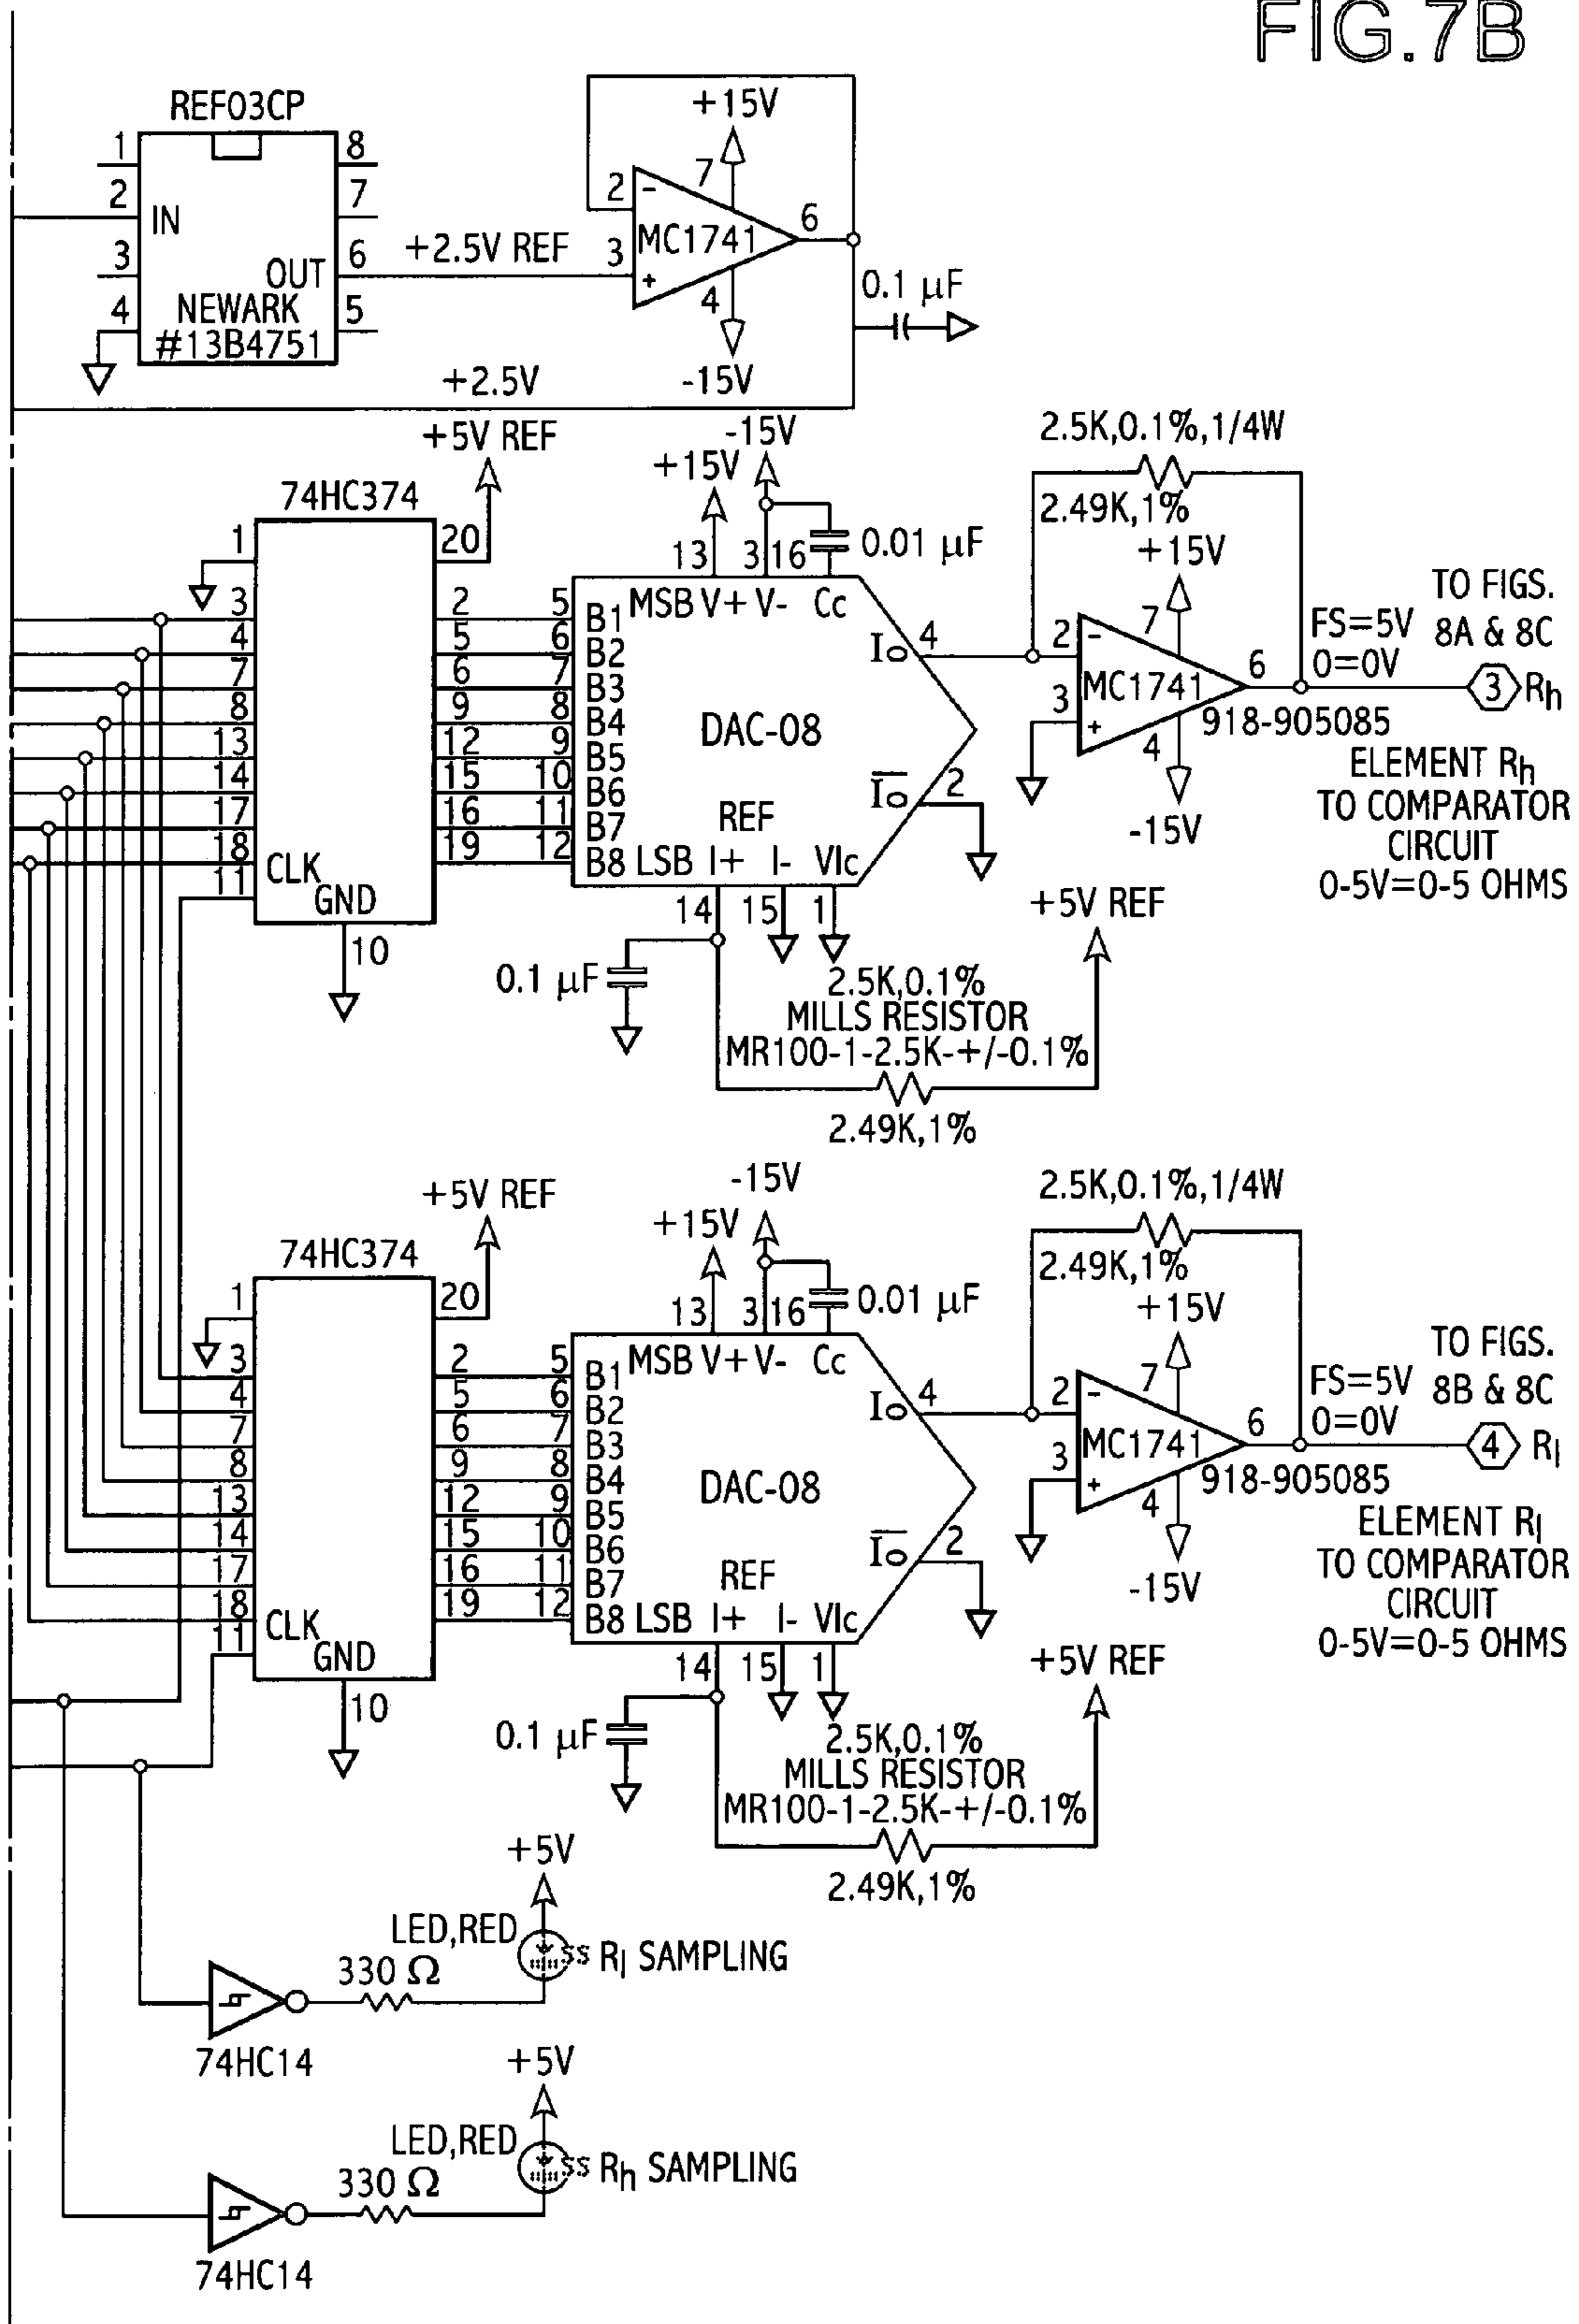 FIG.7B
REF03CP
+15V
1
8
2
7
IN
3
6
OUT
4
5
NEWARK
#13B4751
+2.5V REF
2
-
7
MC1741
6
3
+
4
0.1 µF
+2.5V
-15V
+5V REF
74HC374
1
20
3
2
4
5
7
6
8
9
13
12
14
15
17
16
18
19
11
CLK
GND
10
-15V
+15V
13
3
16
0.01 µF
MSB V+ V- Cc
5
B1
6
B2
7
B3
8
B4
9
B5
10
B6
11
B7
12
B8 LSB I+ I- VIc
DAC-08
REF
Io
4
Io
2
14
15
1
0.1 µF
2.5K,0.1%
MILLS RESISTOR
MR100-1-2.5K-+/-0.1%
2.49K,1%
+5V REF
2.5K,0.1%,1/4W
2.49K,1%
+15V
2
-
7
MC1741
6
3
+
4
-15V
918-905085
FS=5V
0=0V
TO FIGS.
8A & 8C
3
Rh
ELEMENT Rh
TO COMPARATOR
CIRCUIT
0-5V=0-5 OHMS
+5V REF
74HC374
1
20
3
2
4
5
7
6
8
9
13
12
14
15
17
16
18
19
11
CLK
GND
10
-15V
+15V
13
3
16
0.01 µF
MSB V+ V- Cc
5
B1
6
B2
7
B3
8
B4
9
B5
10
B6
11
B7
12
B8 LSB I+ I- VIc
DAC-08
REF
Io
4
Io
2
14
15
1
0.1 µF
2.5K,0.1%
MILLS RESISTOR
MR100-1-2.5K-+/-0.1%
2.49K,1%
+5V REF
2.5K,0.1%,1/4W
2.49K,1%
+15V
2
-
7
MC1741
6
3
+
4
-15V
918-905085
FS=5V
0=0V
TO FIGS.
8B & 8C
4
Rl
ELEMENT Rl
TO COMPARATOR
CIRCUIT
0-5V=0-5 OHMS
+5V
LED,RED
330 Ω
Rl SAMPLING
74HC14
+5V
LED,RED
330 Ω
Rh SAMPLING
74HC14